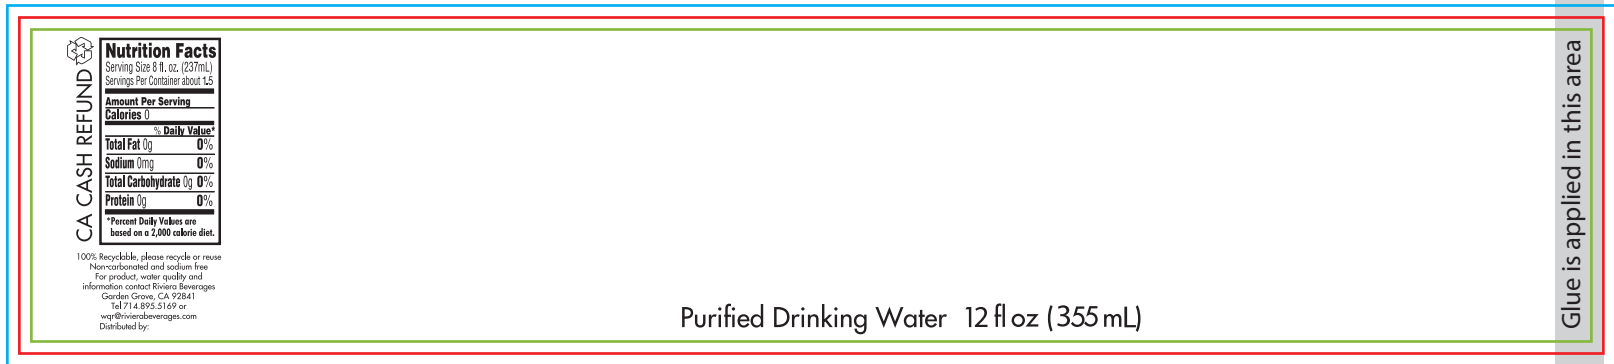 CA CASH REFUND
Nutrition Facts
Serving Size 8 fl. oz. (237mL)
Servings Per Container about 1.5
Amount Per Serving
Calories 0
% Daily Value*
Total Fat 0g 0%
Sodium 0mg 0%
Total Carbohydrate 0g 0%
Protein 0g 0%
*Percent Daily Values are
based on a 2,000 calorie diet.
100% Recyclable, please recycle or reuse
Non-carbonated and sodium free
For product, water quality and
information contact Riviera Beverages
Garden Grove, CA 92841
Tel 714.895.5169 or
wqr@rivierabeverages.com
Distributed by:
Purified Drinking Water 12 fl oz (355 mL)
Glue is applied in this area